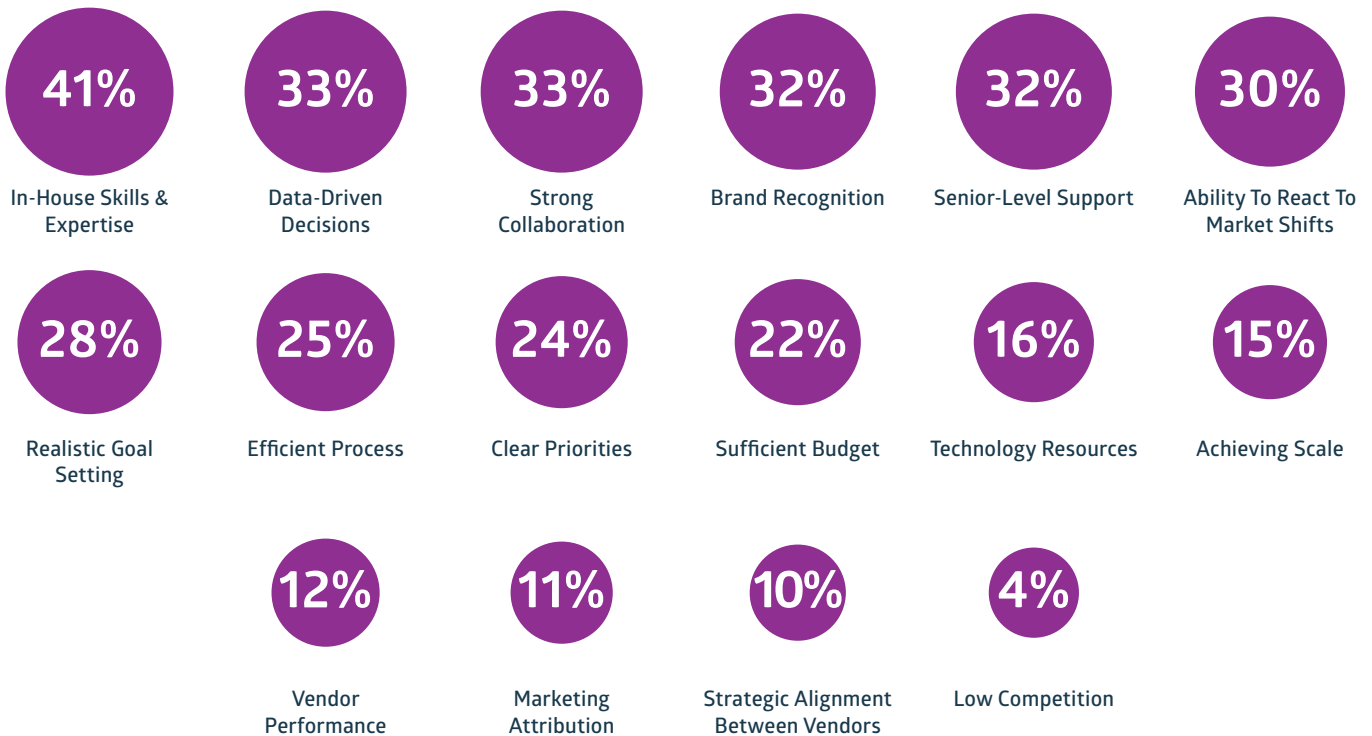 41%
33%
33%
32%
32%
30%
In-House Skills &
Expertise
Data-Driven
Decisions
Strong
Collaboration
Brand Recognition
Senior-Level Support
Ability To React To
Market Shifts
28%
25%
24%
22%
16%
15%
Realistic Goal
Setting
Efficient Process
Clear Priorities
Sufficient Budget
Technology Resources
Achieving Scale
12%
11%
10%
4%
Vendor
Performance
Marketing
Attribution
Strategic Alignment
Between Vendors
Low Competition